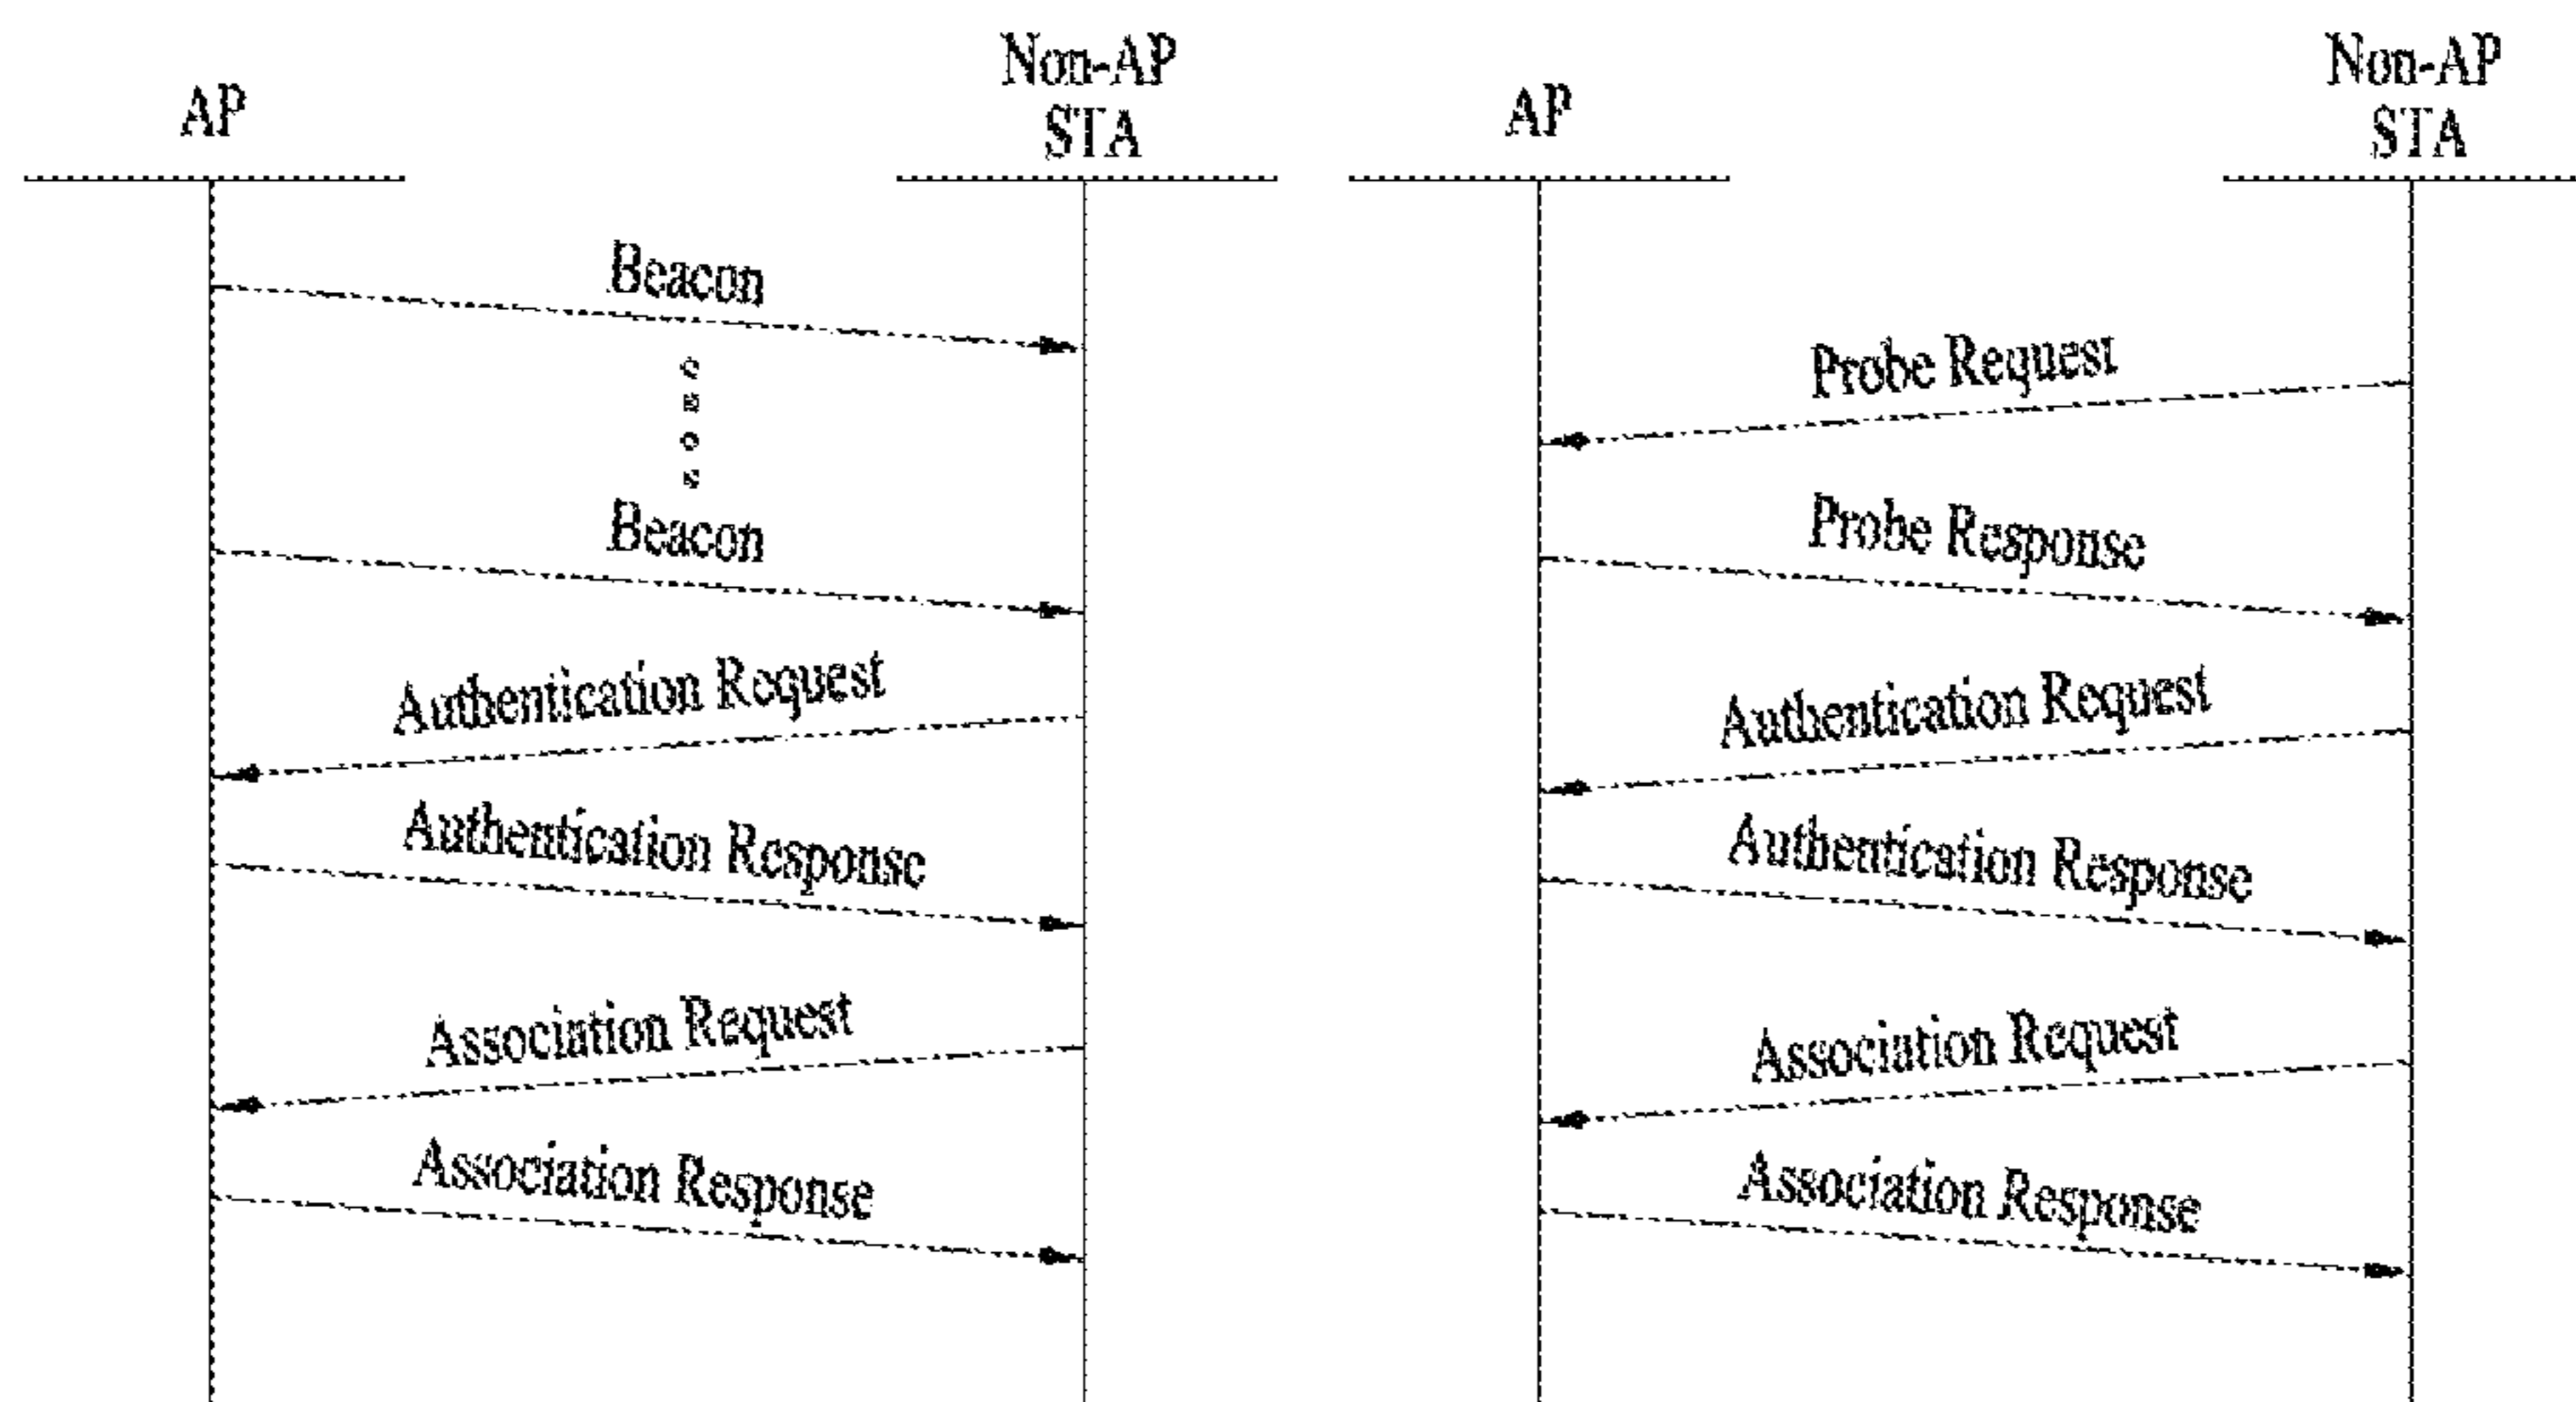 AP
Non-AP
STA
Beacon
Beacon
Authentication Request
Authentication Response
Association Request
Association Response
AP
Non-AP
STA
Probe Request
Probe Response
Authentication Request
Authentication Response
Association Request
Association Response